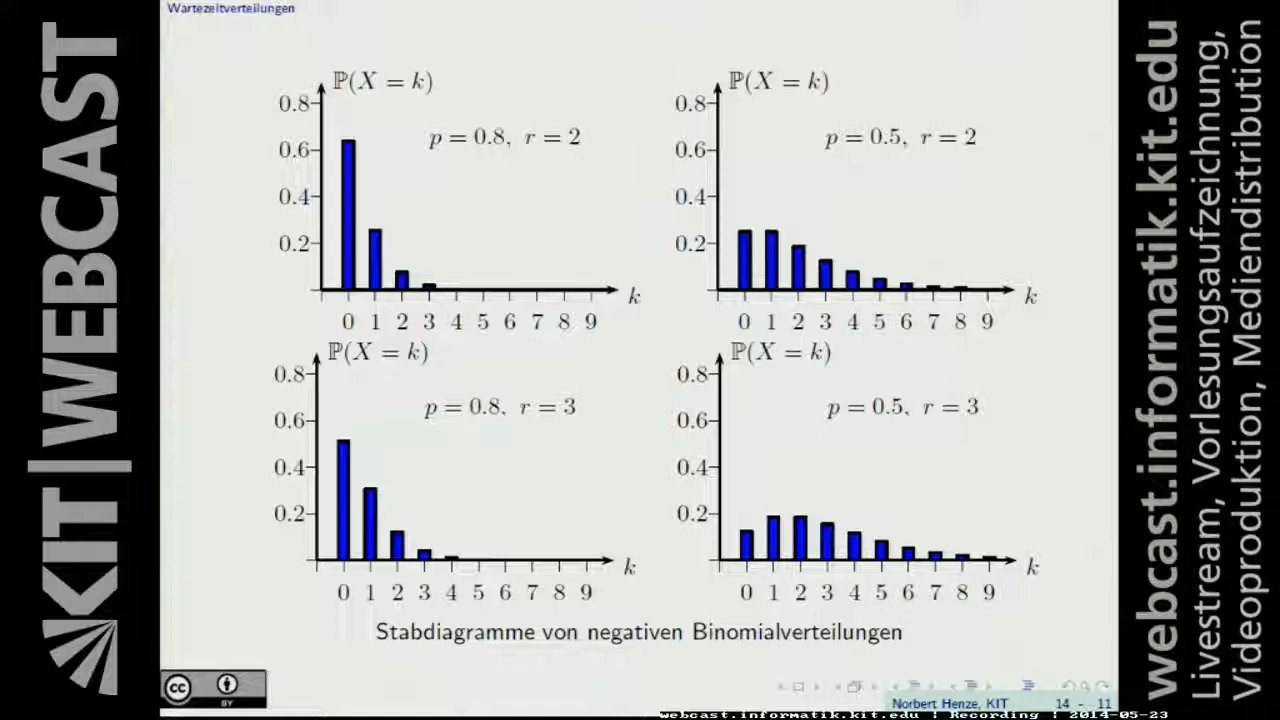 Wartezeitverteilungen
ℙ(X = k)
p = 0.8, r = 2
0.8
0.6
0.4
0.2
k
0 1 2 3 4 5 6 7 8 9
ℙ(X = k)
p = 0.5, r = 2
0.8
0.6
0.4
0.2
k
0 1 2 3 4 5 6 7 8 9
ℙ(X = k)
p = 0.8, r = 3
0.8
0.6
0.4
0.2
k
0 1 2 3 4 5 6 7 8 9
ℙ(X = k)
p = 0.5, r = 3
0.8
0.6
0.4
0.2
k
0 1 2 3 4 5 6 7 8 9
Stabdiagramme von negativen Binomialverteilungen
cc BY
Norbert Henze, KIT 14 - 11
webcast.informatik.kit.edu | Recording | 2014-05-23
KIT|WEBCAST
webcast.informatik.kit.edu
Livestream, Vorlesungsaufzeichnung,
Videoproduktion, Mediendistribution